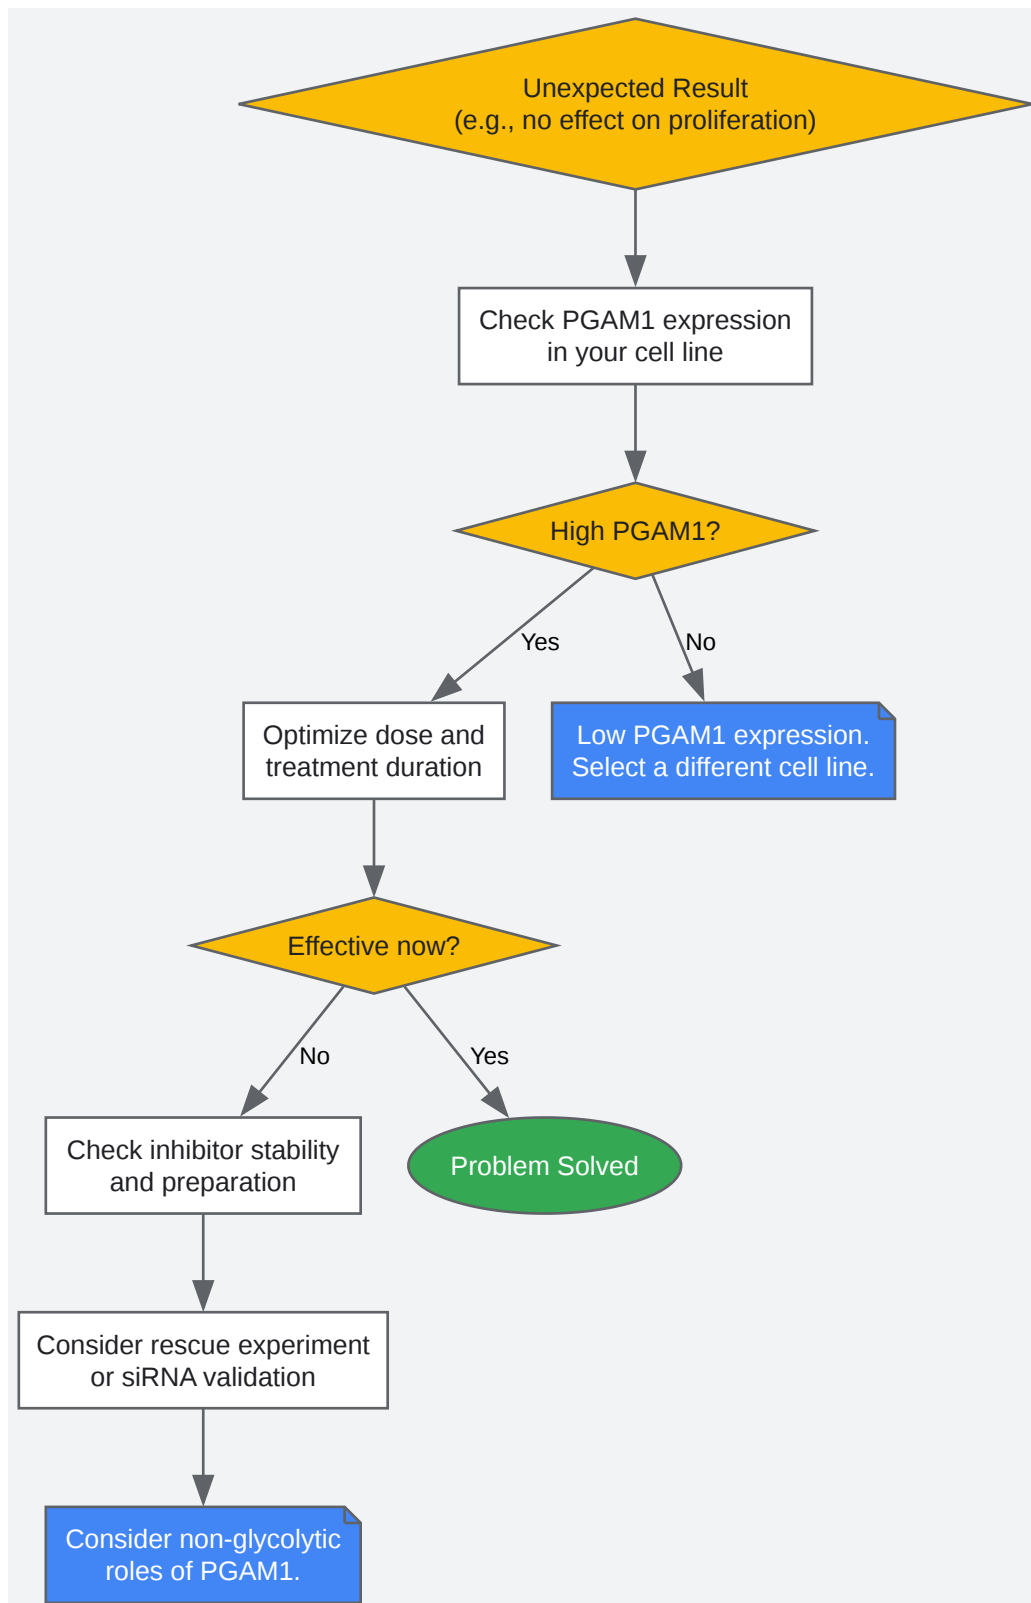 Unexpected Result
(e.g., no effect on proliferation)
Check PGAM1 expression
in your cell line
High PGAM1?
Yes
No
Optimize dose and
treatment duration
Low PGAM1 expression.
Select a different cell line.
Effective now?
No
Yes
Check inhibitor stability
and preparation
Problem Solved
Consider rescue experiment
or siRNA validation
Consider non-glycolytic
roles of PGAM1.